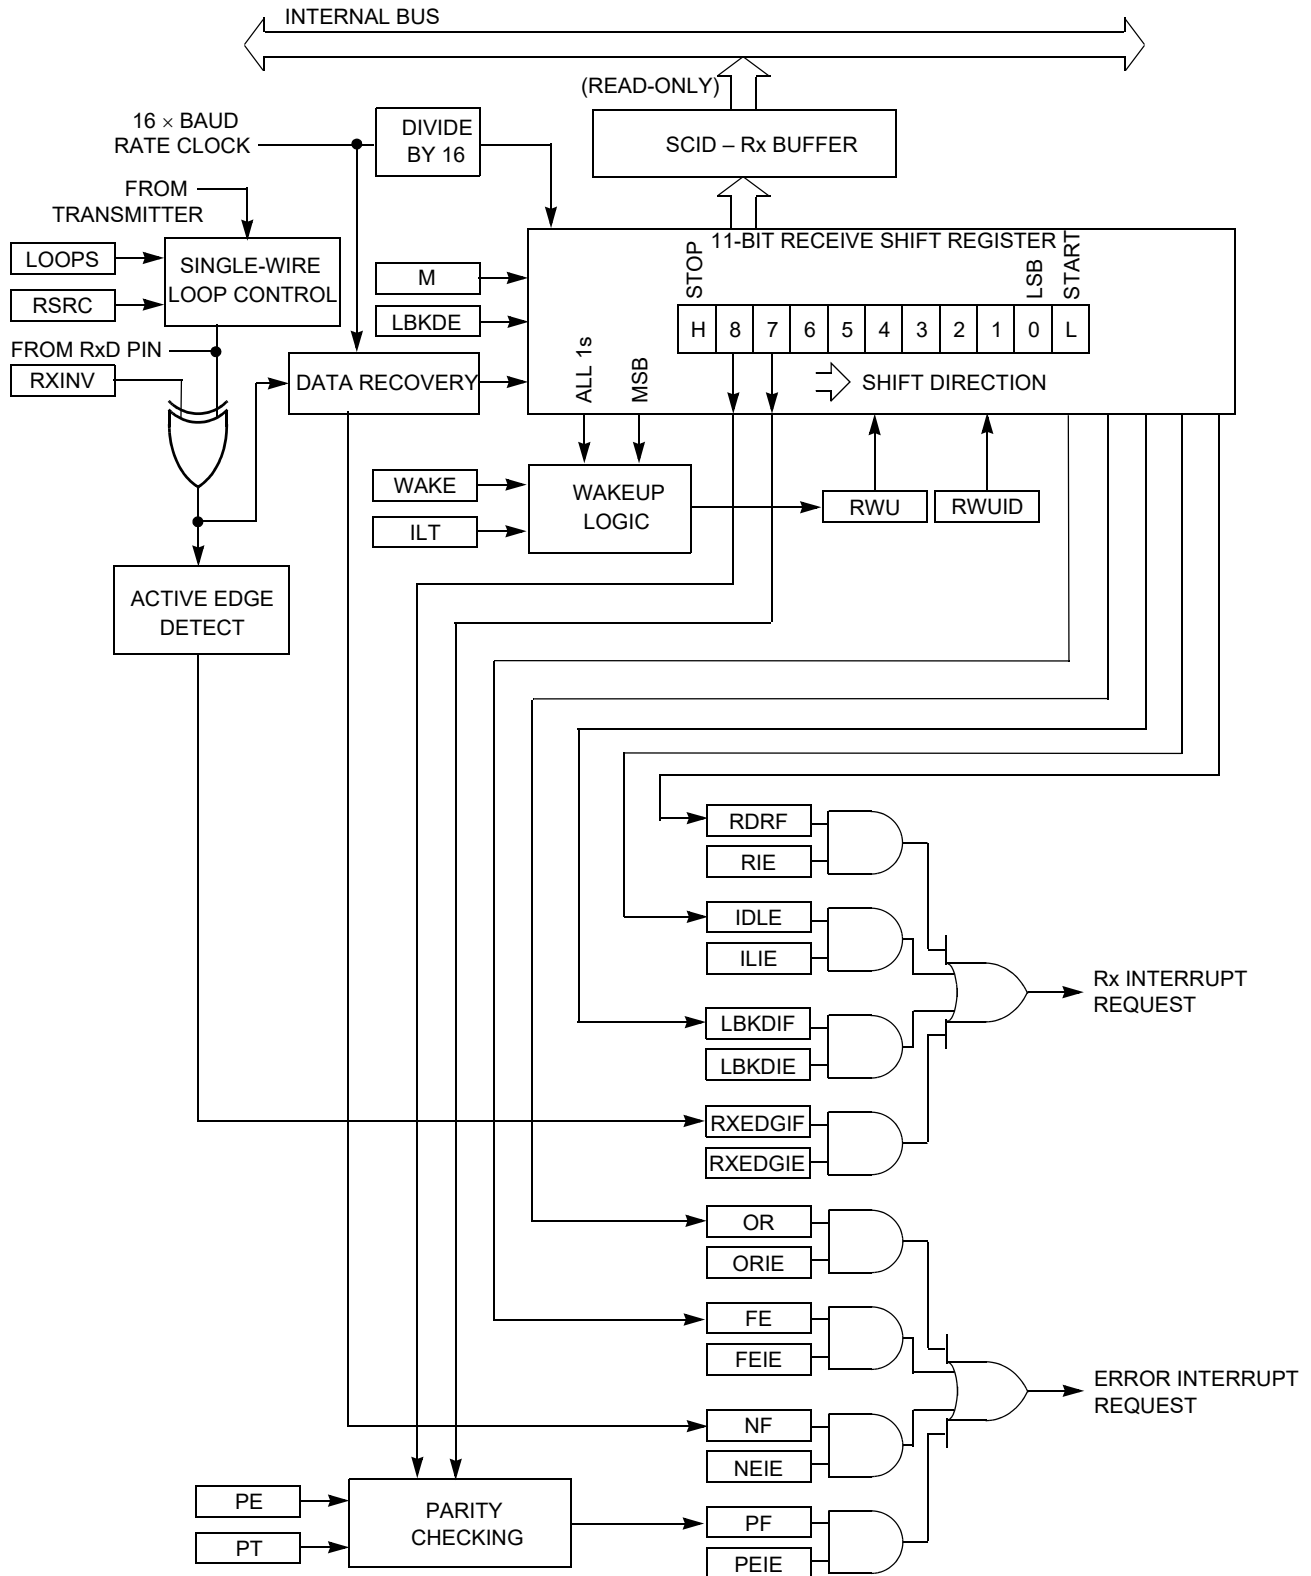 INTERNAL BUS
(READ-ONLY)
16 × BAUD
RATE CLOCK
DIVIDE
BY 16
SCID – Rx BUFFER
FROM
TRANSMITTER
LOOPS
RSRC
SINGLE-WIRE
LOOP CONTROL
M
LBKDE
11-BIT RECEIVE SHIFT REGISTER
STOP
LSB
START
H 8 7 6 5 4 3 2 1 0 L
FROM RxD PIN
RXINV
DATA RECOVERY
ALL 1s
MSB
SHIFT DIRECTION
WAKE
ILT
WAKEUP
LOGIC
RWU
RWUID
ACTIVE EDGE
DETECT
RDRF
RIE
IDLE
ILIE
Rx INTERRUPT
REQUEST
LBKDIF
LBKDIE
RXEDGIF
RXEDGIE
OR
ORIE
FE
FEIE
ERROR INTERRUPT
REQUEST
NF
NEIE
PE
PT
PARITY
CHECKING
PF
PEIE